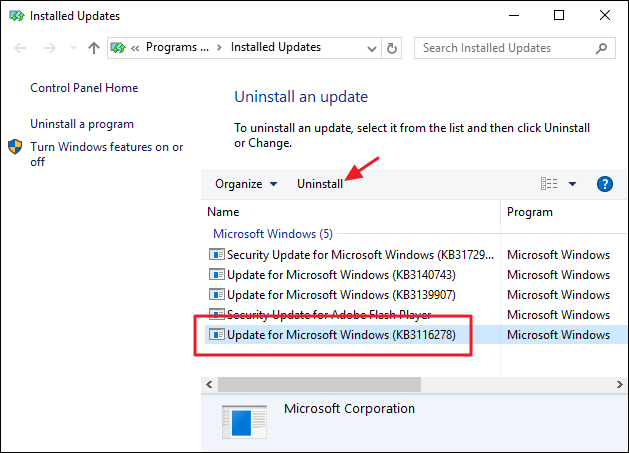 Installed Updates
« Programs ... › Installed Updates
Search Installed Updates
Control Panel Home
Uninstall a program
Turn Windows features on or
off
Uninstall an update
To uninstall an update, select it from the list and then click Uninstall
or Change.
Organize Uninstall
Name Program
Microsoft Windows (5)
Security Update for Microsoft Windows (KB31729... Microsoft Windows
Update for Microsoft Windows (KB3140743) Microsoft Windows
Update for Microsoft Windows (KB3139907) Microsoft Windows
Security Update for Adobe Flash Player Microsoft Windows
Update for Microsoft Windows (KB3116278) Microsoft Windows
Microsoft Corporation